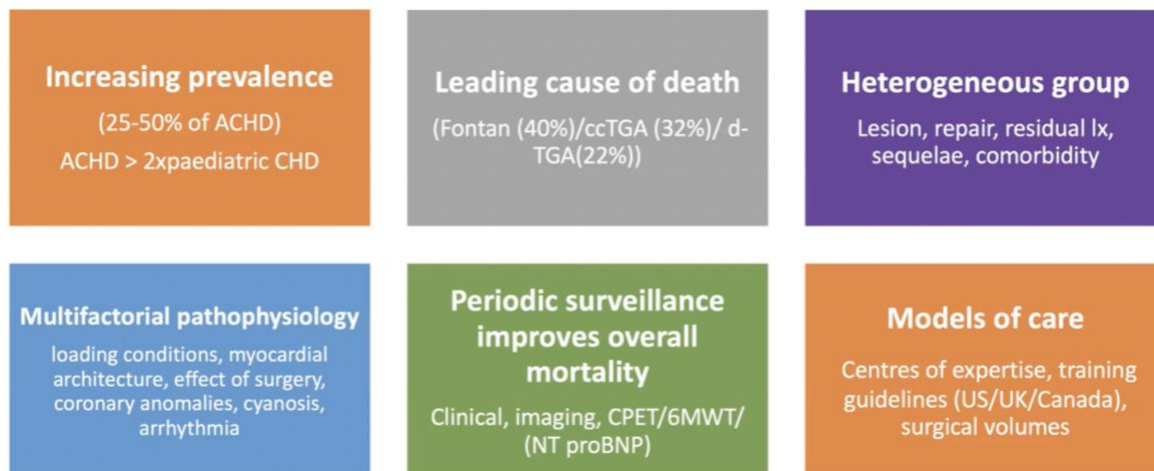 Increasing prevalence
(25-50% of ACHD)
ACHD > 2xpaediatric CHD
Leading cause of death
(Fontan (40%)/ccTGA (32%)/ d-
TGA(22%))
Heterogeneous group
Lesion, repair, residual lx,
sequelae, comorbidity
Multifactorial pathophysiology
loading conditions, myocardial
architecture, effect of surgery,
coronary anomalies, cyanosis,
arrhythmia
Periodic surveillance
improves overall
mortality
Clinical, imaging, CPET/6MWT/
(NT proBNP)
Models of care
Centres of expertise, training
guidelines (US/UK/Canada),
surgical volumes